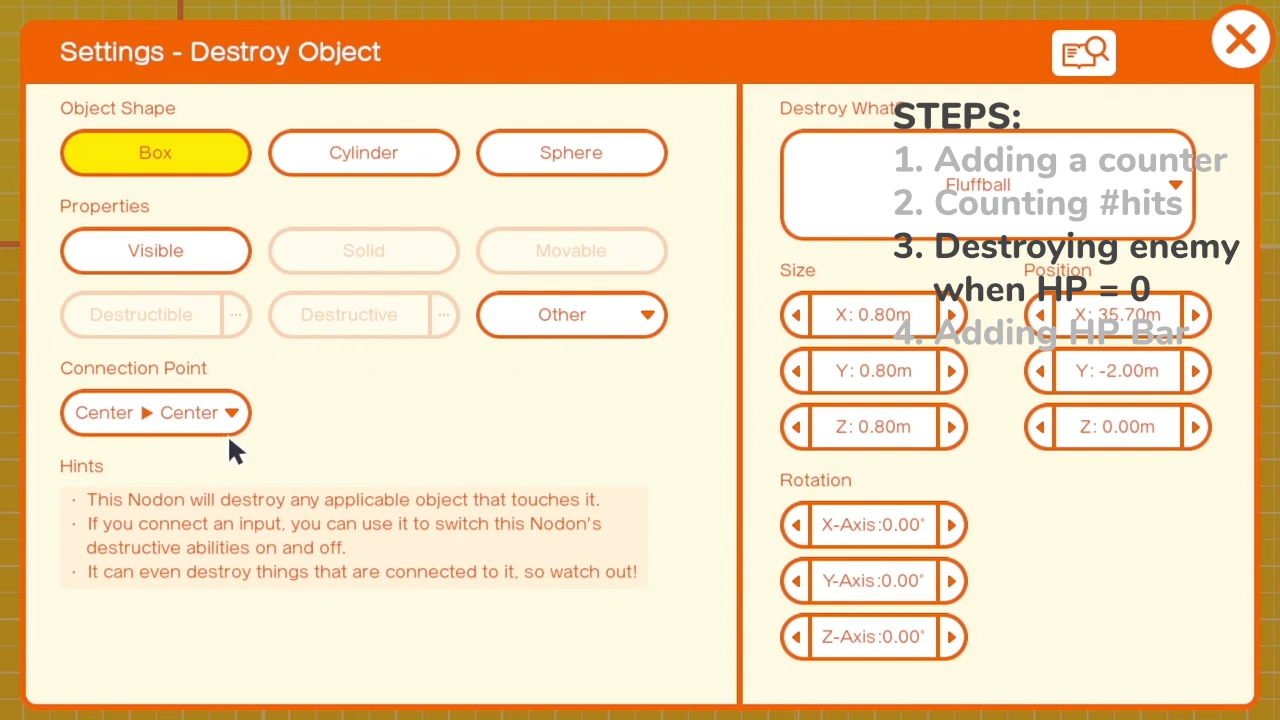 Settings - Destroy Object
Object Shape
Box
Cylinder
Sphere
Properties
Visible
Solid
Movable
Destructible
...
Destructive
...
Other
Connection Point
Center ▶ Center
Hints
· This Nodon will destroy any applicable object that touches it.
· If you connect an input, you can use it to switch this Nodon's
destructive abilities on and off.
· It can even destroy things that are connected to it, so watch out!
Destroy What?
Fluffball
Size
X: 0.80m
Y: 0.80m
Z: 0.80m
Position
X: 35.70m
Y: -2.00m
Z: 0.00m
Rotation
X-Axis:0.00°
Y-Axis:0.00°
Z-Axis:0.00°
STEPS:
1. Adding a counter
2. Counting #hits
3. Destroying enemy
when HP = 0
4. Adding HP Bar